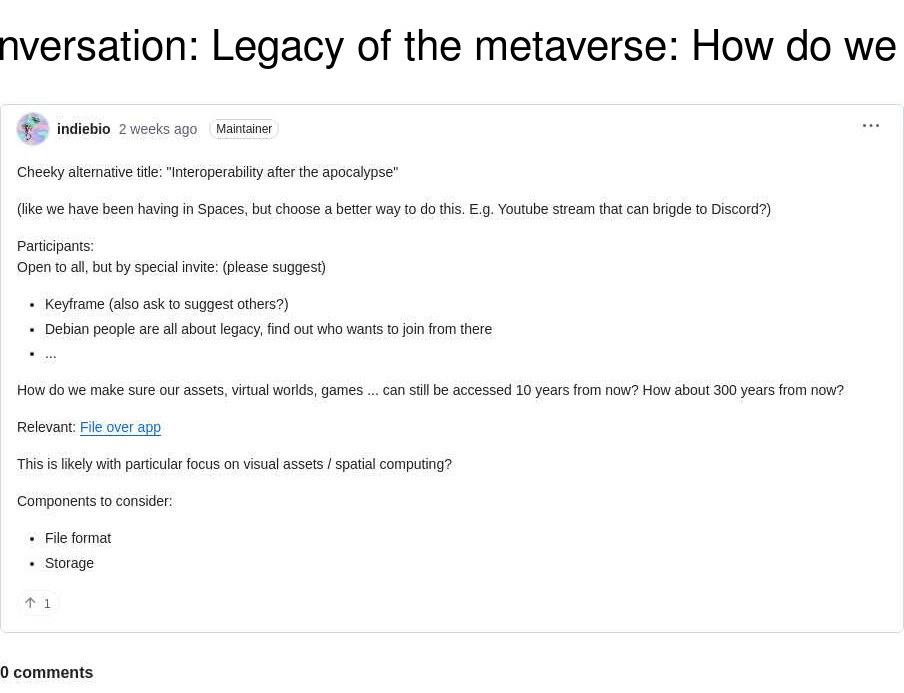 nversation: Legacy of the metaverse: How do we
indiebio 2 weeks ago Maintainer
Cheeky alternative title: "Interoperability after the apocalypse"
(like we have been having in Spaces, but choose a better way to do this. E.g. Youtube stream that can brigde to Discord?)
Participants:
Open to all, but by special invite: (please suggest)
• Keyframe (also ask to suggest others?)
• Debian people are all about legacy, find out who wants to join from there
• ...
How do we make sure our assets, virtual worlds, games ... can still be accessed 10 years from now? How about 300 years from now?
Relevant: File over app
This is likely with particular focus on visual assets / spatial computing?
Components to consider:
• File format
• Storage
↑ 1
0 comments